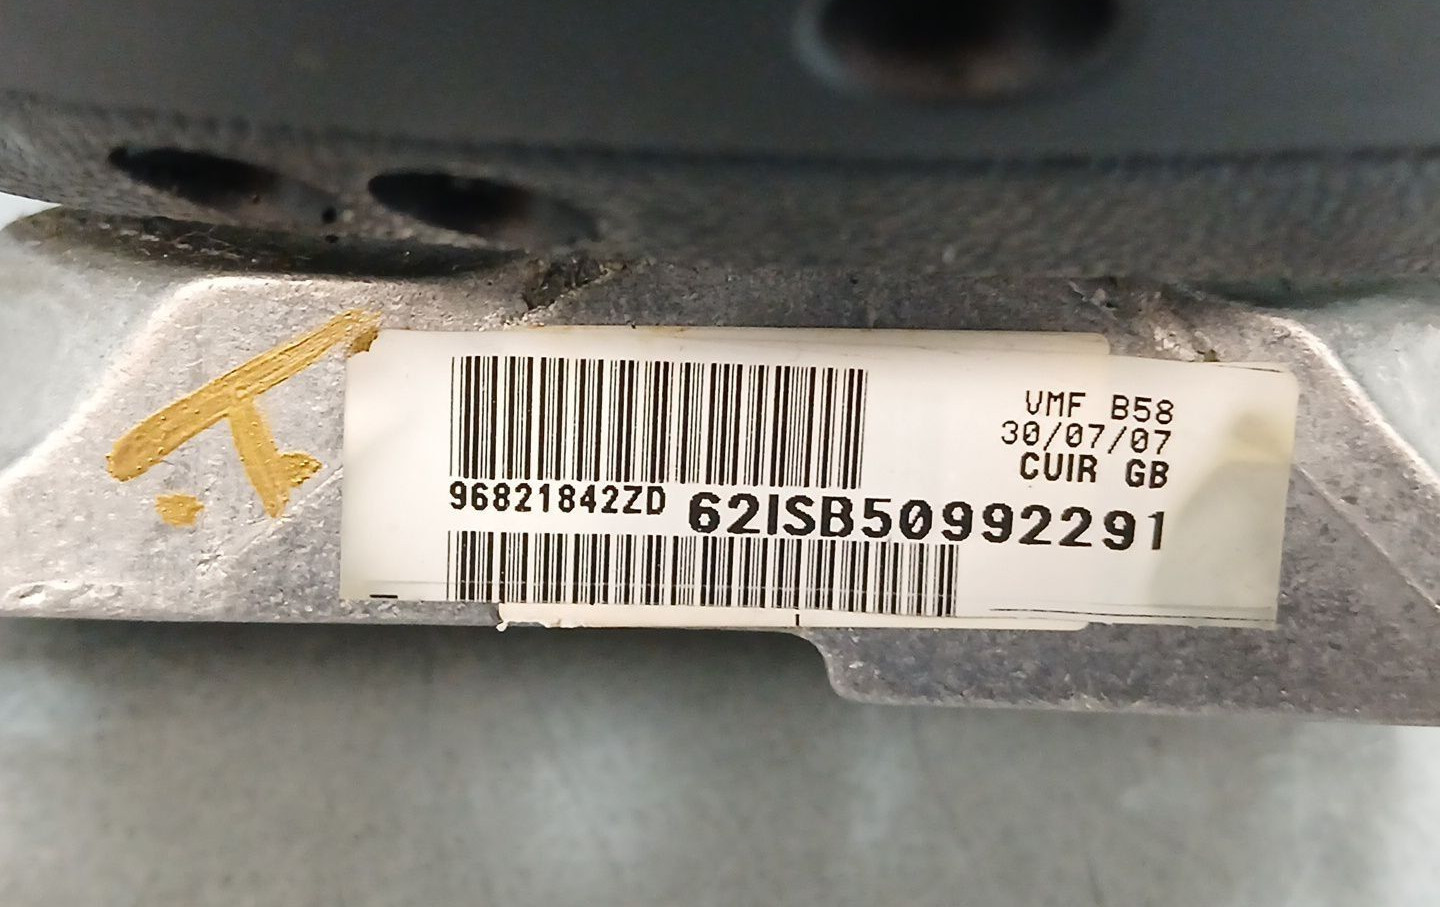 VMF B58
30/07/07
CUIR GB
96821842ZD 62ISB50992291